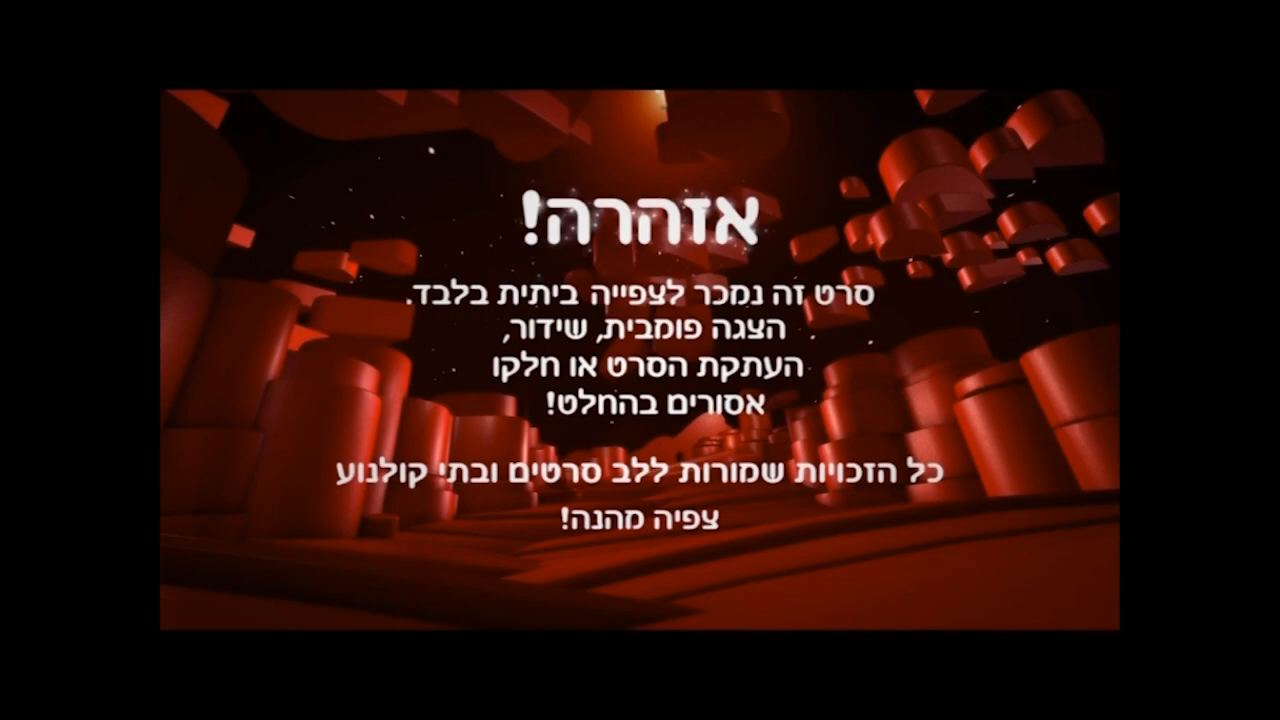 אזהרה!
סרט זה נמכר לצפייה ביתית בלבד.
הצגה פומבית, שידור,
העתקת הסרט או חלקו
אסורים בהחלט!
כל הזכויות שמורות ללב סרטים ובתי קולנוע
צפיה מהנה!